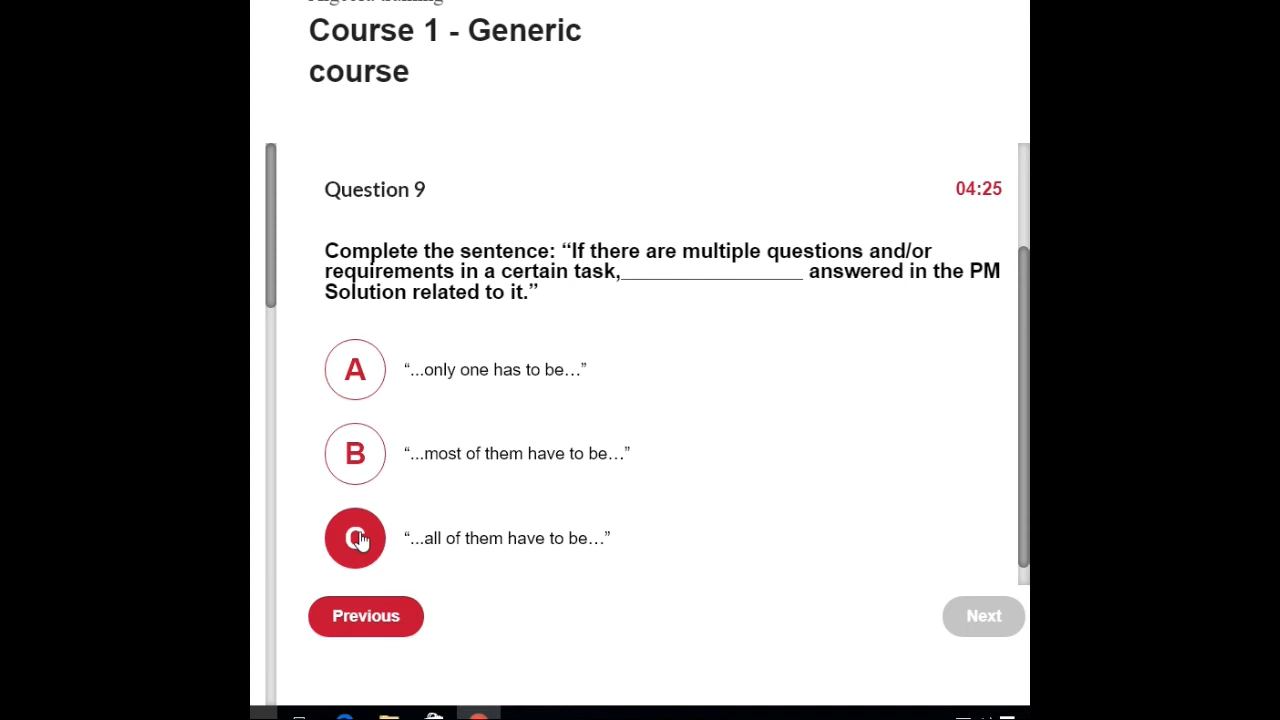 Course 1 - Generic
course
Question 9
04:25
Complete the sentence: “If there are multiple questions and/or
requirements in a certain task,________________ answered in the PM
Solution related to it.”
A
“...only one has to be…”
B
“...most of them have to be…”
C
“...all of them have to be…”
Previous
Next